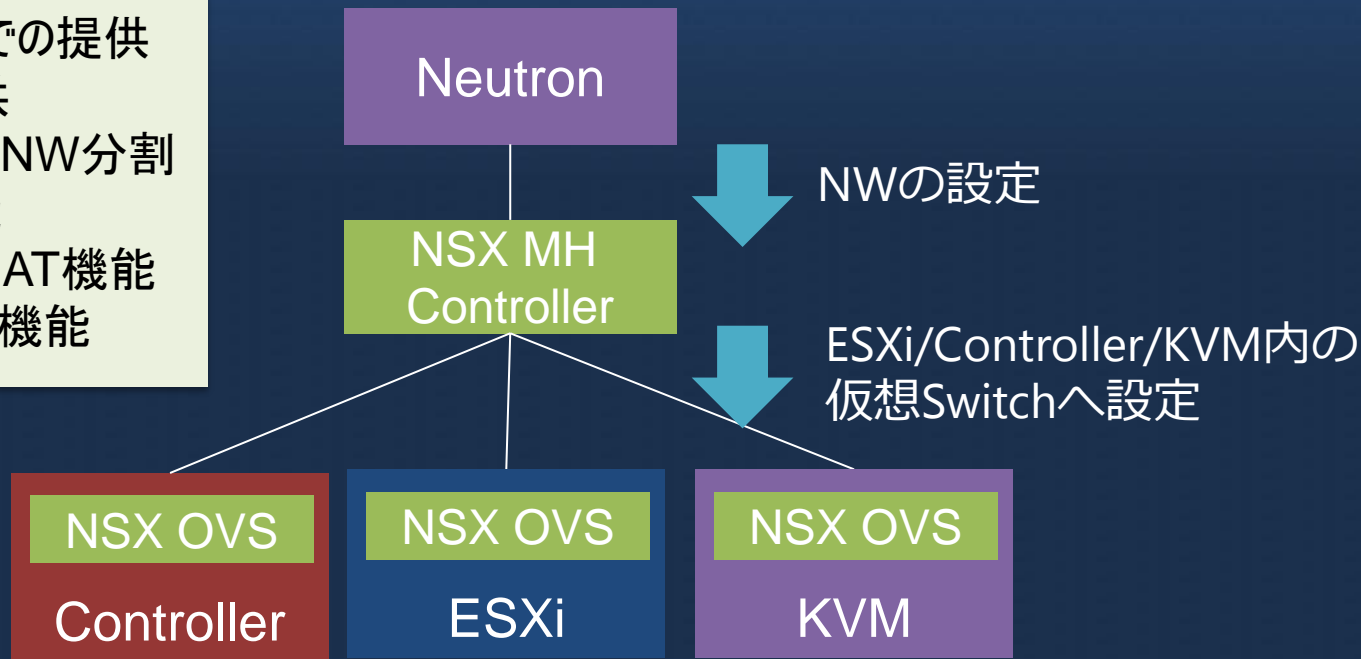 での提供
NW分割
AT機能
機能
Neutron
NWの設定
NSX MH
Controller
ESXi/Controller/KVM内の
仮想Switchへ設定
NSX OVS
NSX OVS
NSX OVS
Controller
ESXi
KVM